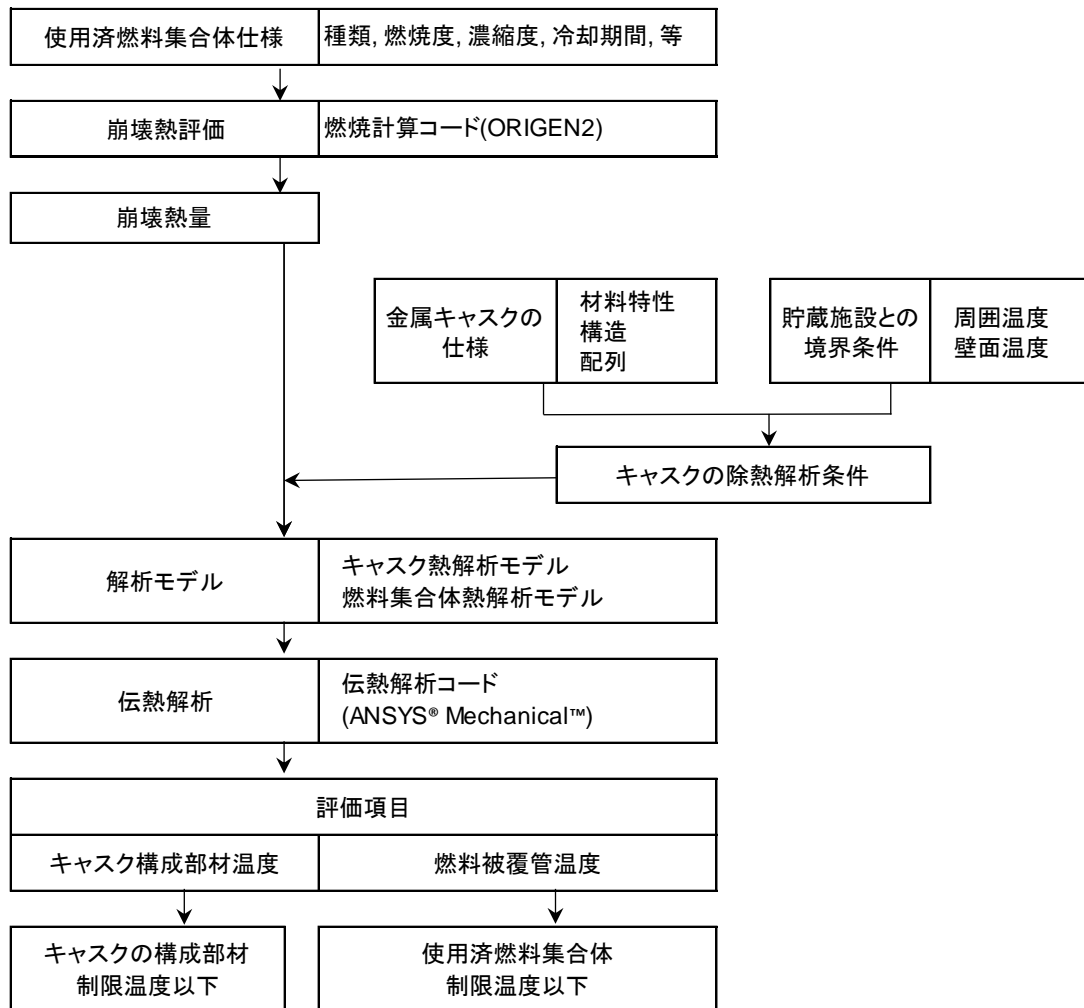 使用済燃料集合体仕様
種類, 燃焼度, 濃縮度, 冷却期間, 等
崩壊熱評価
燃焼計算コード(ORIGEN2)
崩壊熱量
金属キャスクの
仕様
材料特性
構造
配列
貯蔵施設との
境界条件
周囲温度
壁面温度
キャスクの除熱解析条件
解析モデル
キャスク熱解析モデル
燃料集合体熱解析モデル
伝熱解析
伝熱解析コード
(ANSYS® Mechanical™)
評価項目
キャスク構成部材温度
燃料被覆管温度
キャスクの構成部材
制限温度以下
使用済燃料集合体
制限温度以下